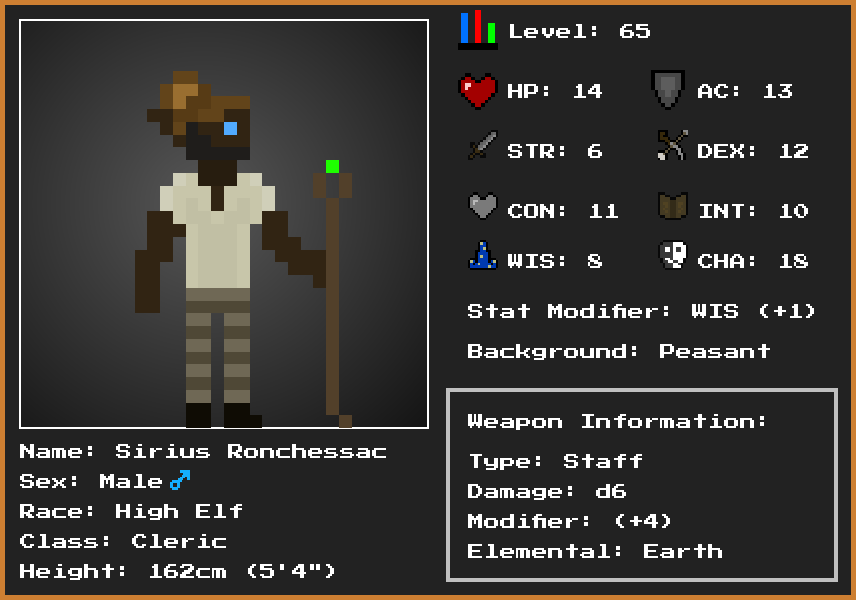 Level: 65
HP: 14
AC: 13
STR: 6
DEX: 12
CON: 11
INT: 10
WIS: 8
CHA: 18
Stat Modifier: WIS (+1)
Background: Peasant
Weapon Information:
Type: Staff
Damage: d6
Modifier: (+4)
Elemental: Earth
Name: Sirius Ronchessac
Sex: Male ♂
Race: High Elf
Class: Cleric
Height: 162cm (5'4")